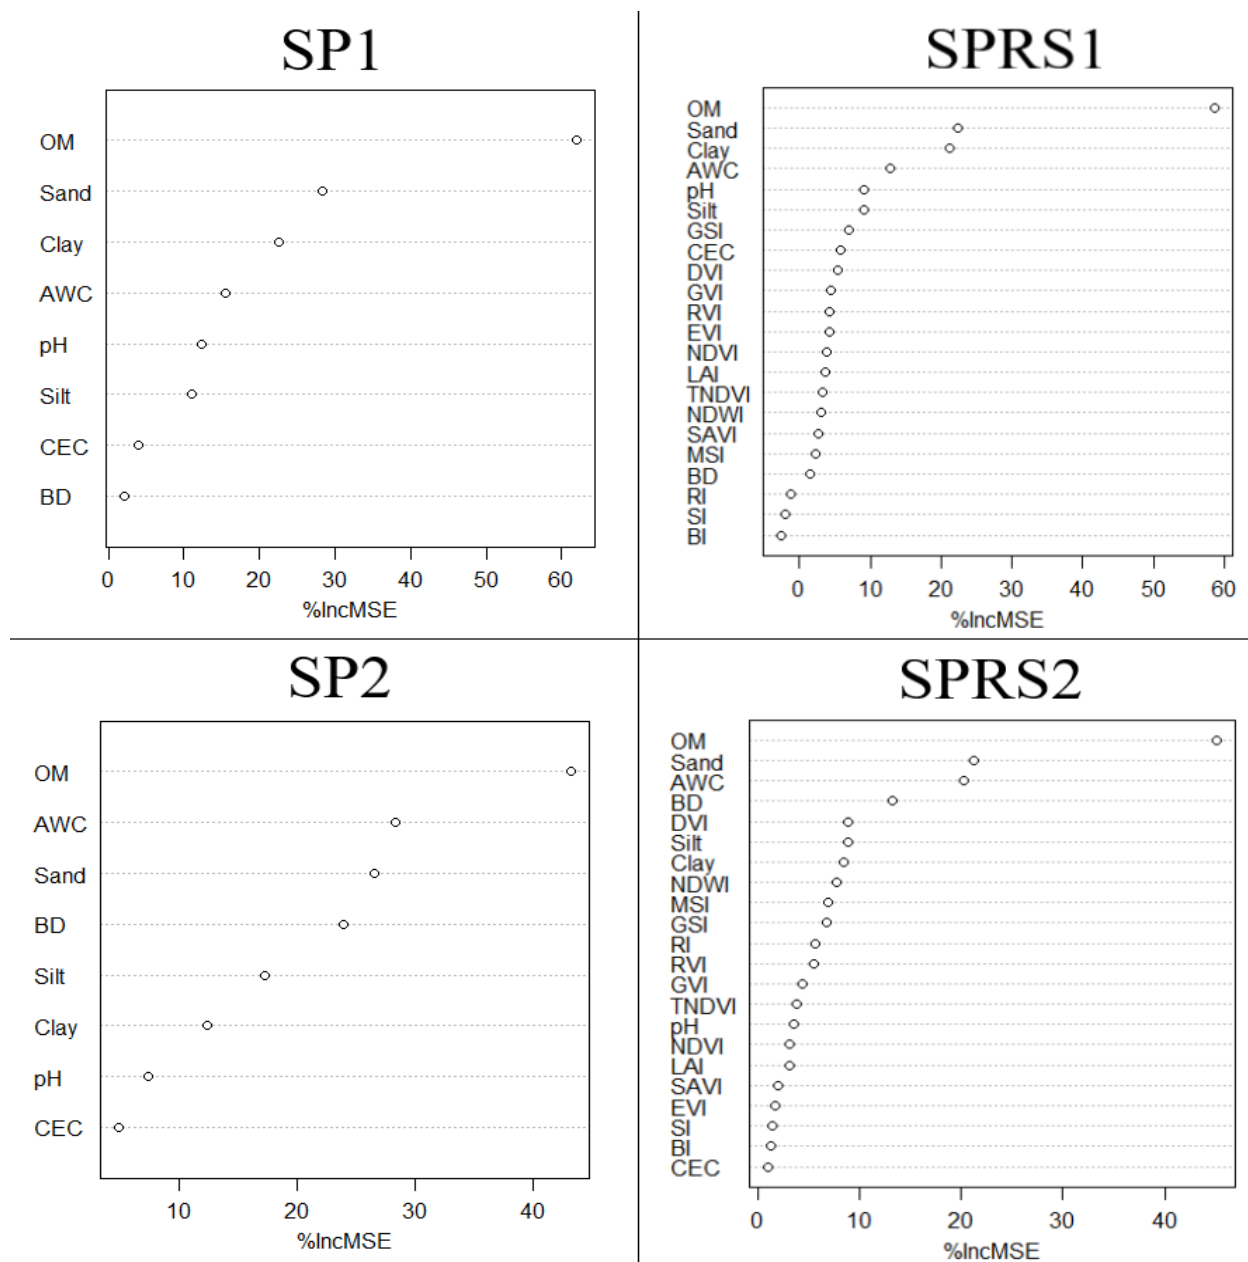 SP1
OM
Sand
Clay
AWC
pH
Silt
CEC
BD
0 10 20 30 40 50 60
%IncMSE
SPRS1
OM
Sand
Clay
AWC
pH
Silt
GSI
CEC
DVI
GVI
RVI
EVI
NDVI
LAI
TNDVI
NDWI
SAVI
MSI
BD
RI
SI
BI
0 10 20 30 40 50 60
%IncMSE
SP2
OM
AWC
Sand
BD
Silt
Clay
pH
CEC
10 20 30 40
%IncMSE
SPRS2
OM
Sand
AWC
BD
DVI
Silt
Clay
NDWI
MSI
GSI
RI
RVI
GVI
TNDVI
pH
NDVI
LAI
SAVI
EVI
SI
BI
CEC
0 10 20 30 40
%IncMSE